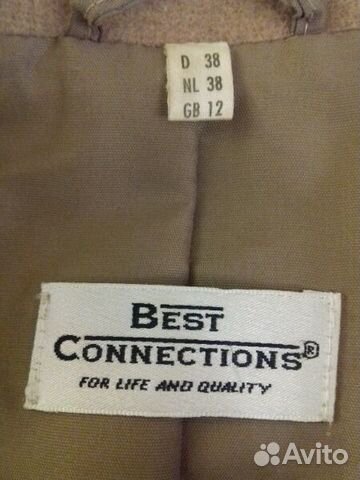 D 38
NL 38
GB 12
BEST
CONNECTIONS®
FOR LIFE AND QUALITY
Avito